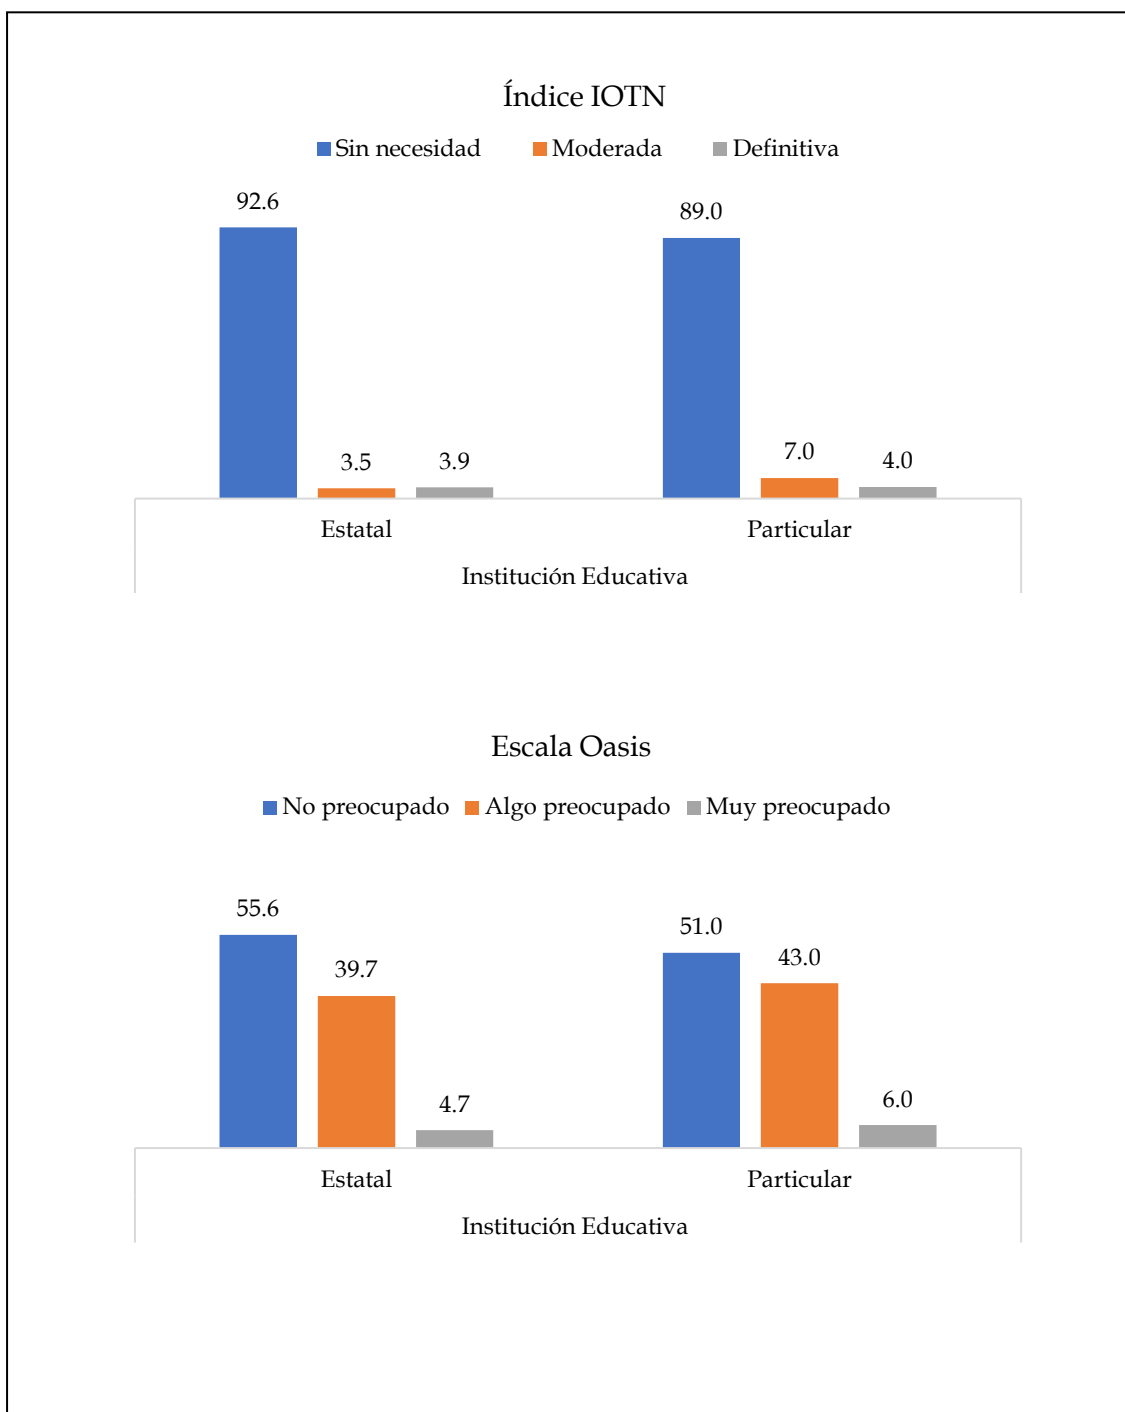 Índice IOTN
Sin necesidad Moderada Definitiva
92.6 3.5 3.9 89.0 7.0 4.0
Estatal Particular
Institución Educativa
Escala Oasis
No preocupado Algo preocupado Muy preocupado
55.6 39.7 4.7 51.0 43.0 6.0
Estatal Particular
Institución Educativa